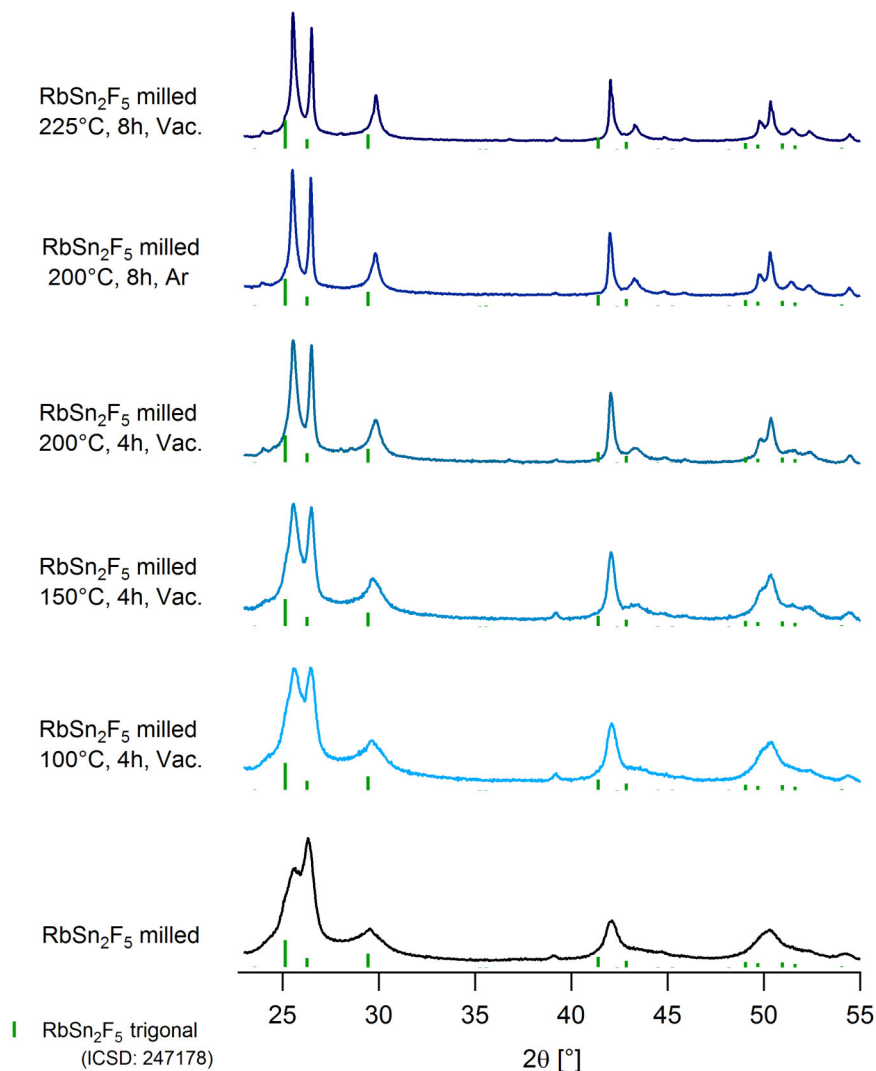 RbSn₂F₅ milled
225°C, 8h, Vac.
RbSn₂F₅ milled
200°C, 8h, Ar
RbSn₂F₅ milled
200°C, 4h, Vac.
RbSn₂F₅ milled
150°C, 4h, Vac.
RbSn₂F₅ milled
100°C, 4h, Vac.
RbSn₂F₅ milled
25 30 35 40 45 50 55
RbSn₂F₅ trigonal
(ICSD: 247178)
2θ [°]